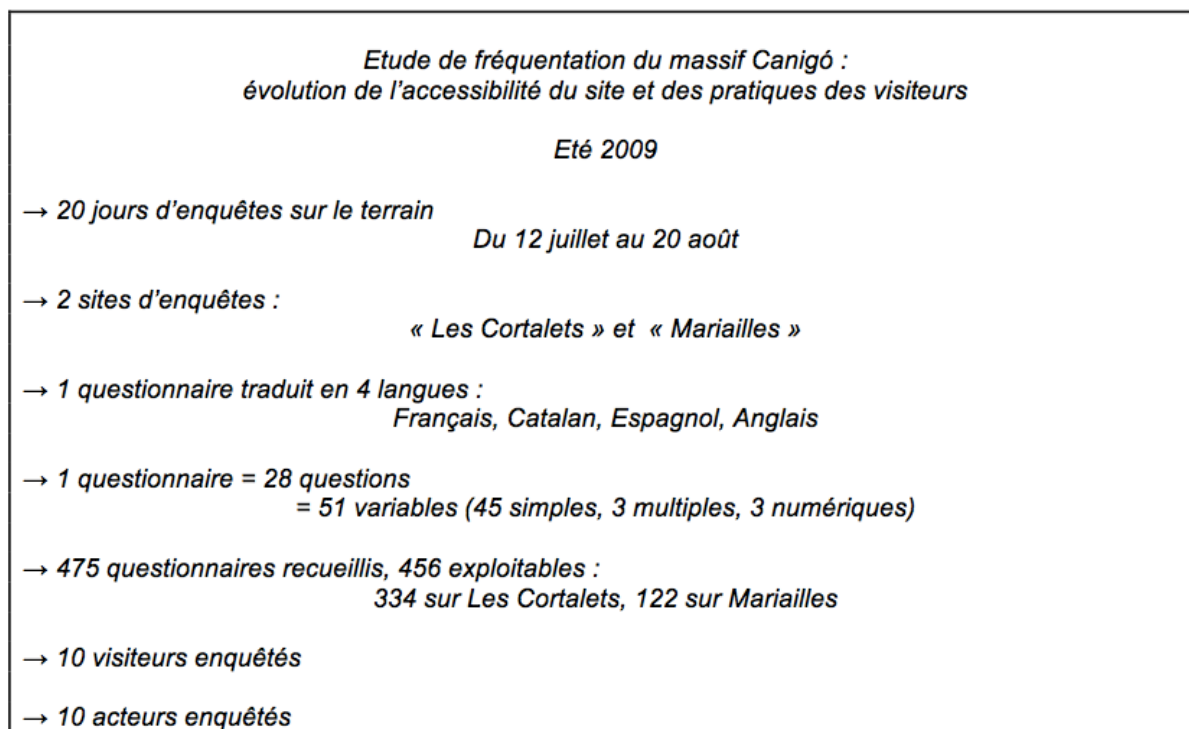 Etude de fréquentation du massif Canigó :
évolution de l'accessibilité du site et des pratiques des visiteurs
Eté 2009
→ 20 jours d'enquêtes sur le terrain
Du 12 juillet au 20 août
→ 2 sites d'enquêtes :
« Les Cortalets » et « Mariailles »
→ 1 questionnaire traduit en 4 langues :
Français, Catalan, Espagnol, Anglais
→ 1 questionnaire = 28 questions
= 51 variables (45 simples, 3 multiples, 3 numériques)
→ 475 questionnaires recueillis, 456 exploitables :
334 sur Les Cortalets, 122 sur Mariailles
→ 10 visiteurs enquêtés
→ 10 acteurs enquêtés